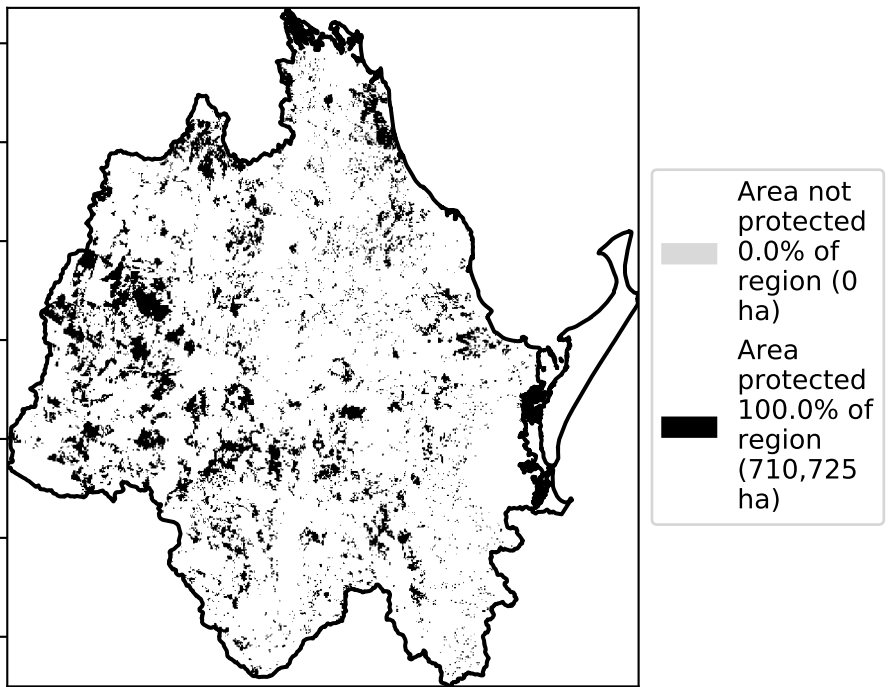 Area not
protected
0.0% of
region (0
ha)
Area
protected
100.0% of
region
(710,725
ha)